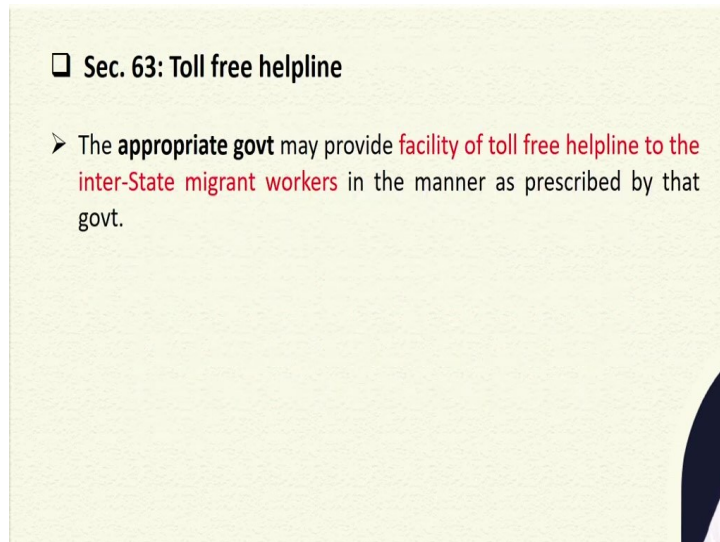 ❑ Sec. 63: Toll free helpline
➢ The appropriate govt may provide facility of toll free helpline to the
inter-State migrant workers in the manner as prescribed by that
govt.